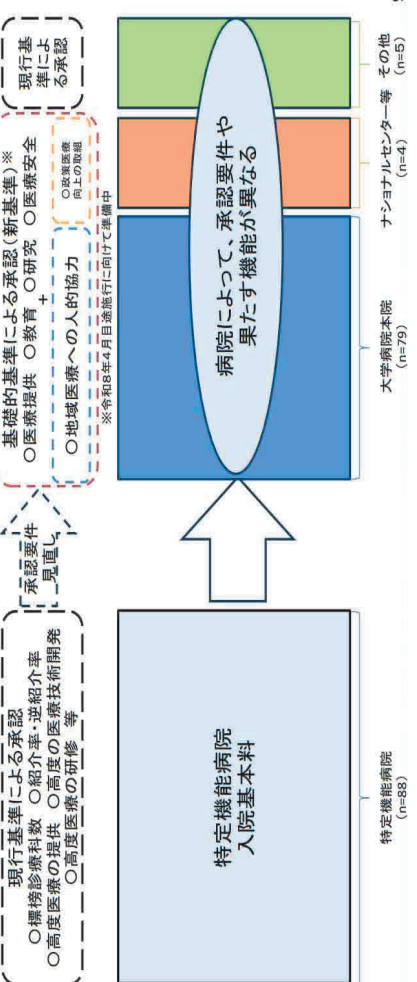 現行基準による承認
○標榜診療科数 ○紹介率・逆紹介率
○高度医療の提供 ○高度の医療技術開発
○高度医療の研修 等
承認要件
見直し
基礎的基準による承認（新基準）※
○医療提供 ○教育 ○研究 ○医療安全
+
○地域医療への人的協力
○政策医療
向上の取組
※令和8年4月目途施行に向けて準備中
現行基
準によ
る承認
特定機能病院
入院基本料
病院によって、承認要件や
果たす機能が異なる
特定機能病院
(n=88)
大学病院本院
(n=79)
ナショナルセンター等
(n=4)
その他
(n=5)